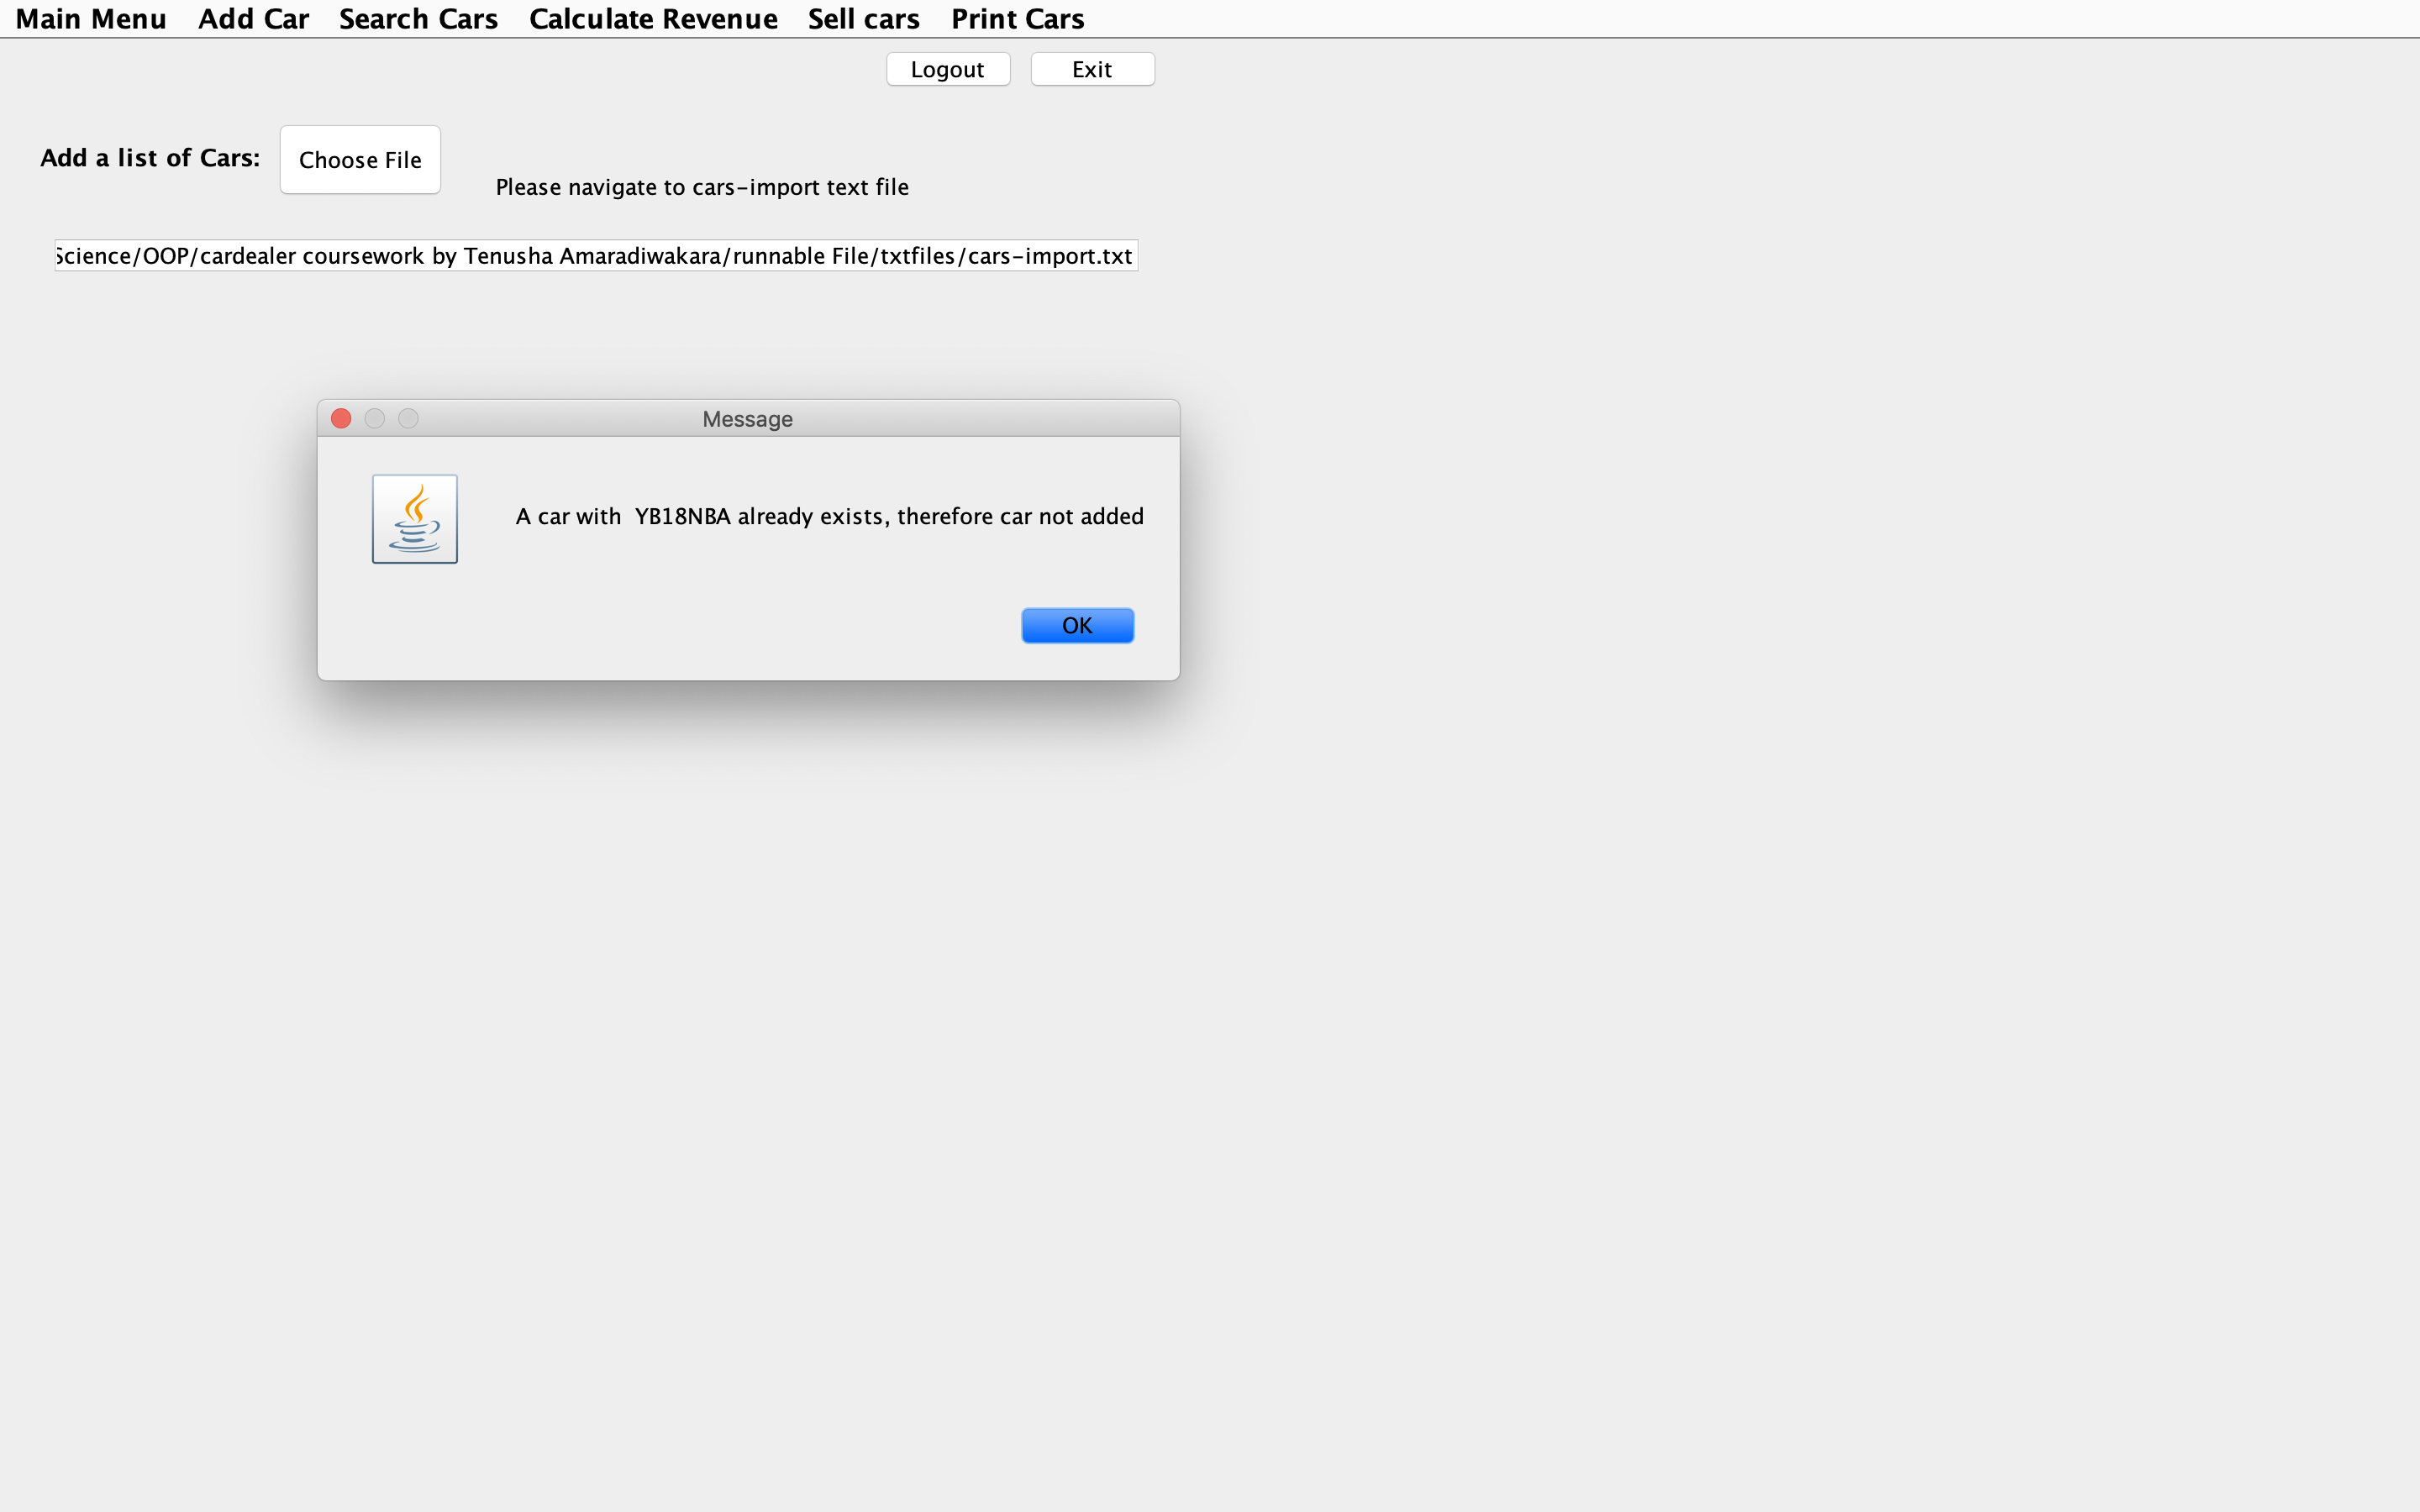 Main Menu Add Car Search Cars Calculate Revenue Sell cars Print Cars
Logout Exit
Add a list of Cars: Choose File
Please navigate to cars-import text file
Science/OOP/cardealer coursework by Tenusha Amaradiwakara/runnable File/txtfiles/cars-import.txt
Message
A car with  YB18NBA already exists, therefore car not added
OK